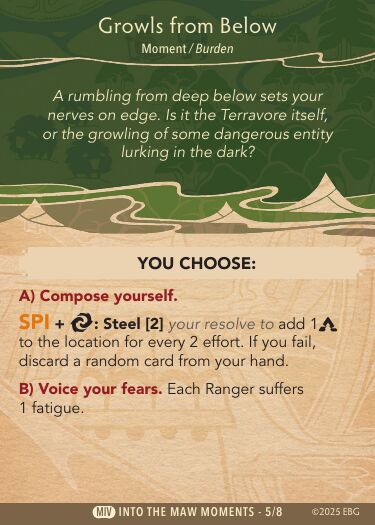 Growls from Below
Moment / Burden
A rumbling from deep below sets your
nerves on edge. Is it the Terravore itself,
or the growling of some dangerous entity
lurking in the dark?
YOU CHOOSE:
A) Compose yourself.
SPI + : Steel [2] your resolve to add 1
to the location for every 2 effort. If you fail,
discard a random card from your hand.
B) Voice your fears. Each Ranger suffers
1 fatigue.
MIV INTO THE MAW MOMENTS - 5/8 ©2025 EBG